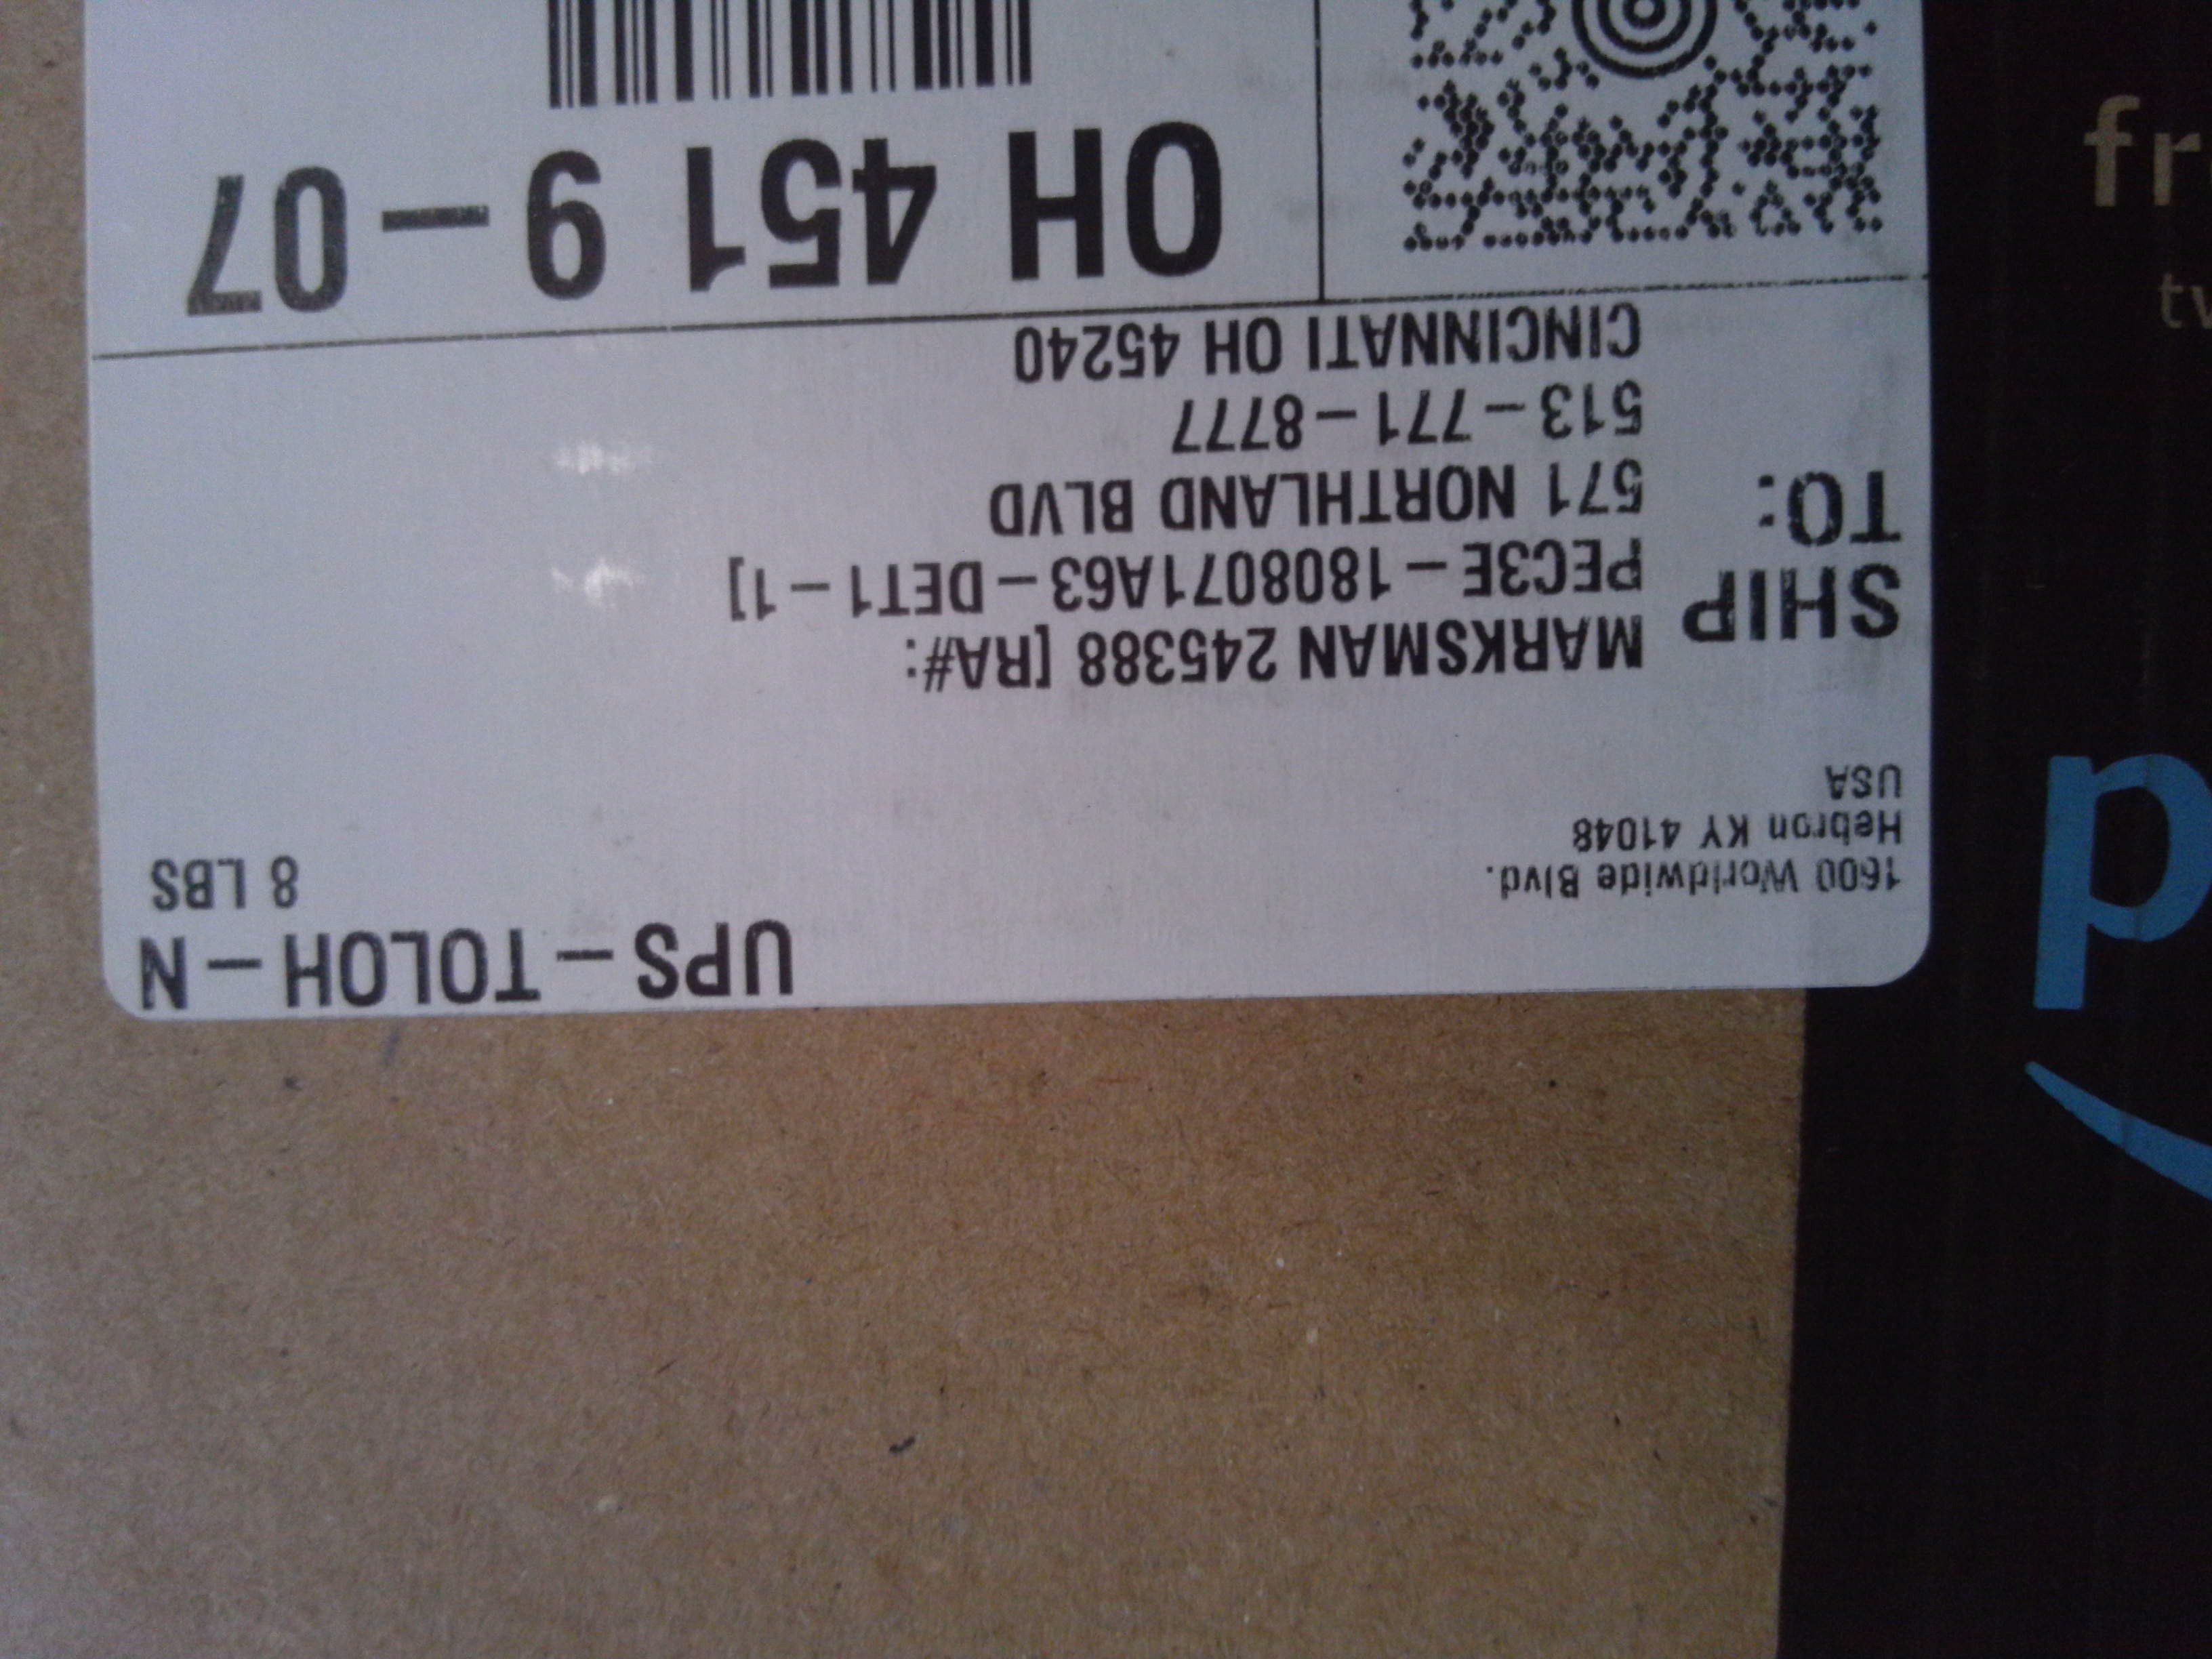 UPS-TOLOH-N
8 LBS
1600 Worldwide Blvd.
Hebron KY 41048
USA
SHIP
TO:
MARKSMAN 245388 [RA#:
PEC3E-1808071A63-DET1-1]
571 NORTHLAND BLVD
513-771-8777
CINCINNATI OH 45240
OH 451 9-07